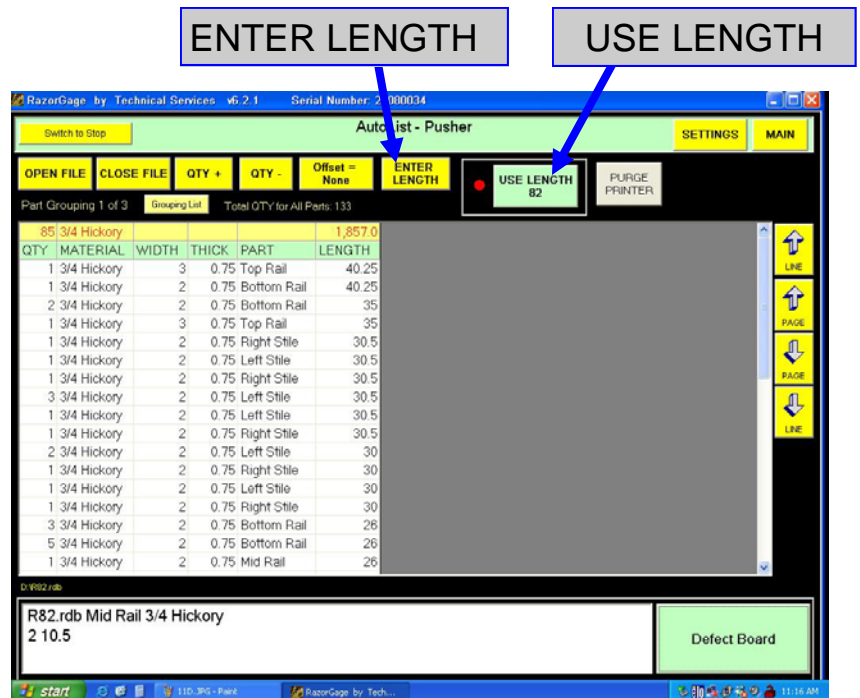 ENTER LENGTH USE LENGTH
RazorGage by Technical Services v6.2.1 Serial Number: 000034
Switch to Stop AutoList - Pusher SETTINGS MAIN
OPEN FILE CLOSE FILE QTY + QTY - Offset = None ENTER LENGTH USE LENGTH 82 PURGE PRINTER
Part Grouping 1 of 3 Grouping List Total QTY for All Parts: 133
85 3/4 Hickory 1,857.0
QTY MATERIAL WIDTH THICK PART LENGTH
1 3/4 Hickory 3 0.75 Top Rail 40.25
1 3/4 Hickory 2 0.75 Bottom Rail 40.25
2 3/4 Hickory 2 0.75 Bottom Rail 35
1 3/4 Hickory 3 0.75 Top Rail 35
1 3/4 Hickory 2 0.75 Right Stile 30.5
1 3/4 Hickory 2 0.75 Left Stile 30.5
1 3/4 Hickory 2 0.75 Right Stile 30.5
3 3/4 Hickory 2 0.75 Left Stile 30.5
1 3/4 Hickory 2 0.75 Left Stile 30.5
1 3/4 Hickory 2 0.75 Right Stile 30.5
2 3/4 Hickory 2 0.75 Left Stile 30
1 3/4 Hickory 2 0.75 Right Stile 30
1 3/4 Hickory 2 0.75 Left Stile 30
1 3/4 Hickory 2 0.75 Right Stile 30
3 3/4 Hickory 2 0.75 Bottom Rail 26
5 3/4 Hickory 2 0.75 Bottom Rail 26
1 3/4 Hickory 2 0.75 Mid Rail 26
LINE
PAGE
PAGE
LINE
D:\R82.rdb
R82.rdb Mid Rail 3/4 Hickory
2 10.5
Defect Board
start 11D.JPG - Paint RazorGage by Tech... 11:16 AM